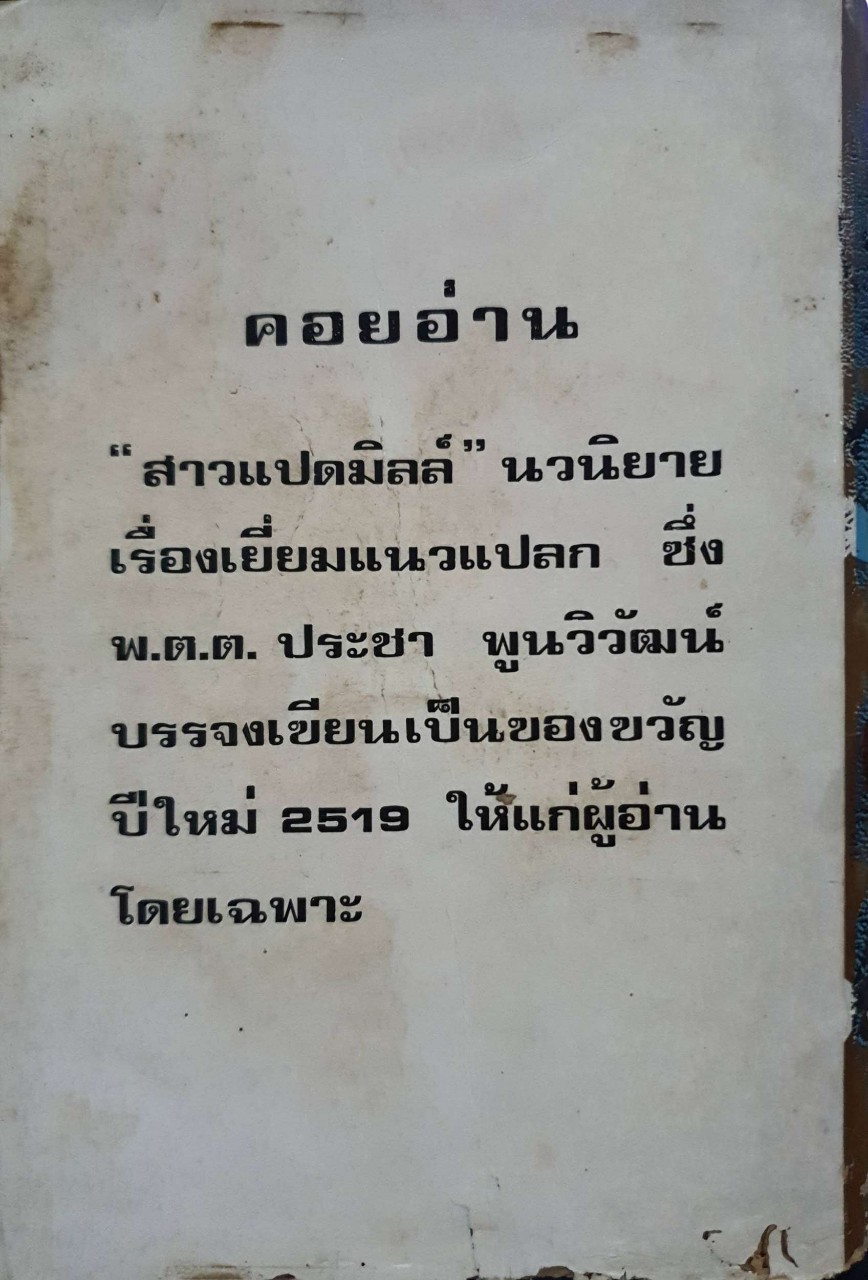 คอยอ่าน
“สาวแปดมิลล์” นวนิยาย
เรื่องเยี่ยมแนวแปลก ซึ่ง
พ.ต.ต. ประชา พูนวิวัฒน์
บรรจงเขียนเป็นของขวัญ
ปีใหม่ 2519 ให้แก่ผู้อ่าน
โดยเฉพาะ